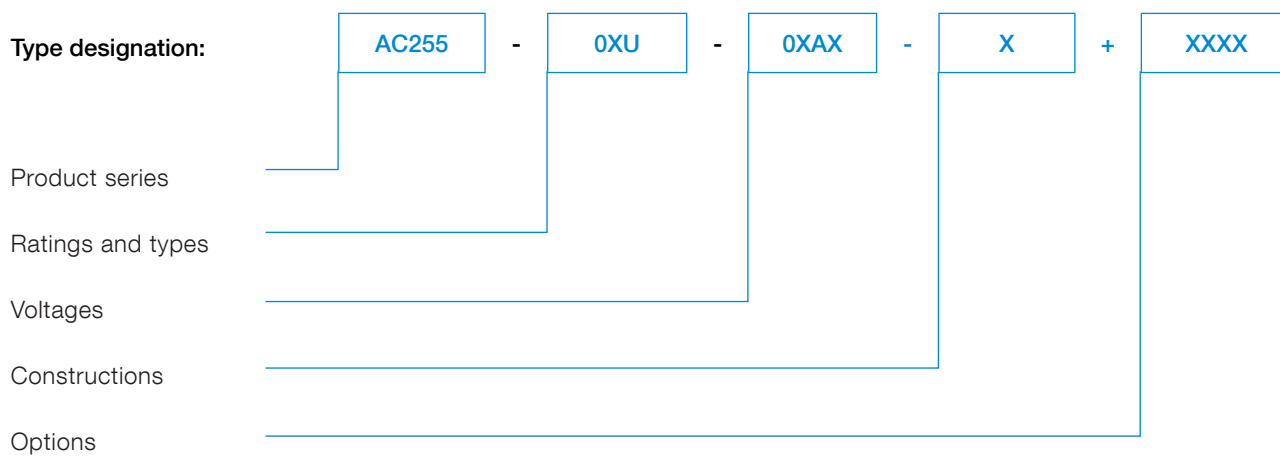 Type designation: AC255 - 0XU - 0XAX - X + XXXX
Product series
Ratings and types
Voltages
Constructions
Options